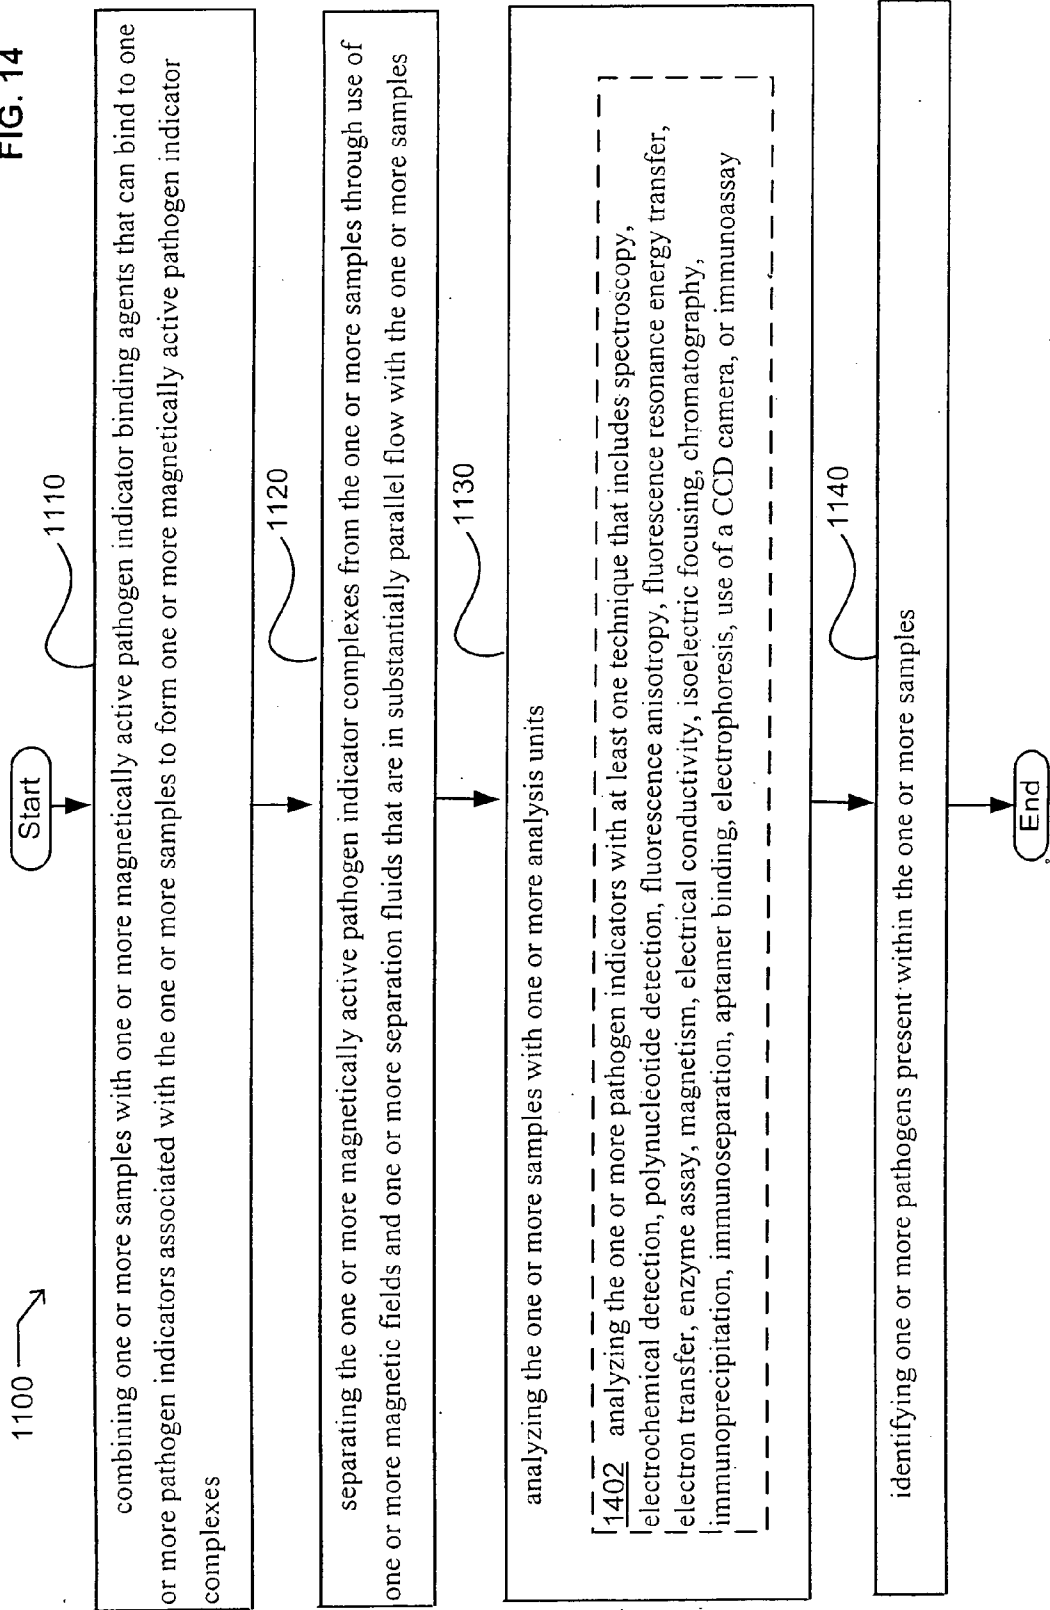 FIG. 14
1100
Start
1110
combining one or more samples with one or more magnetically active pathogen indicator binding agents that can bind to one
or more pathogen indicators associated with the one or more samples to form one or more magnetically active pathogen indicator
complexes
1120
separating the one or more magnetically active pathogen indicator complexes from the one or more samples through use of
one or more magnetic fields and one or more separation fluids that are in substantially parallel flow with the one or more samples
1130
analyzing the one or more samples with one or more analysis units
1402 analyzing the one or more pathogen indicators with at least one technique that includes spectroscopy,
electrochemical detection, polynucleotide detection, fluorescence anisotropy, fluorescence resonance energy transfer,
electron transfer, enzyme assay, magnetism, electrical conductivity, isoelectric focusing, chromatography,
immunoprecipitation, immunoseparation, aptamer binding, electrophoresis, use of a CCD camera, or immunoassay
1140
identifying one or more pathogens present within the one or more samples
End